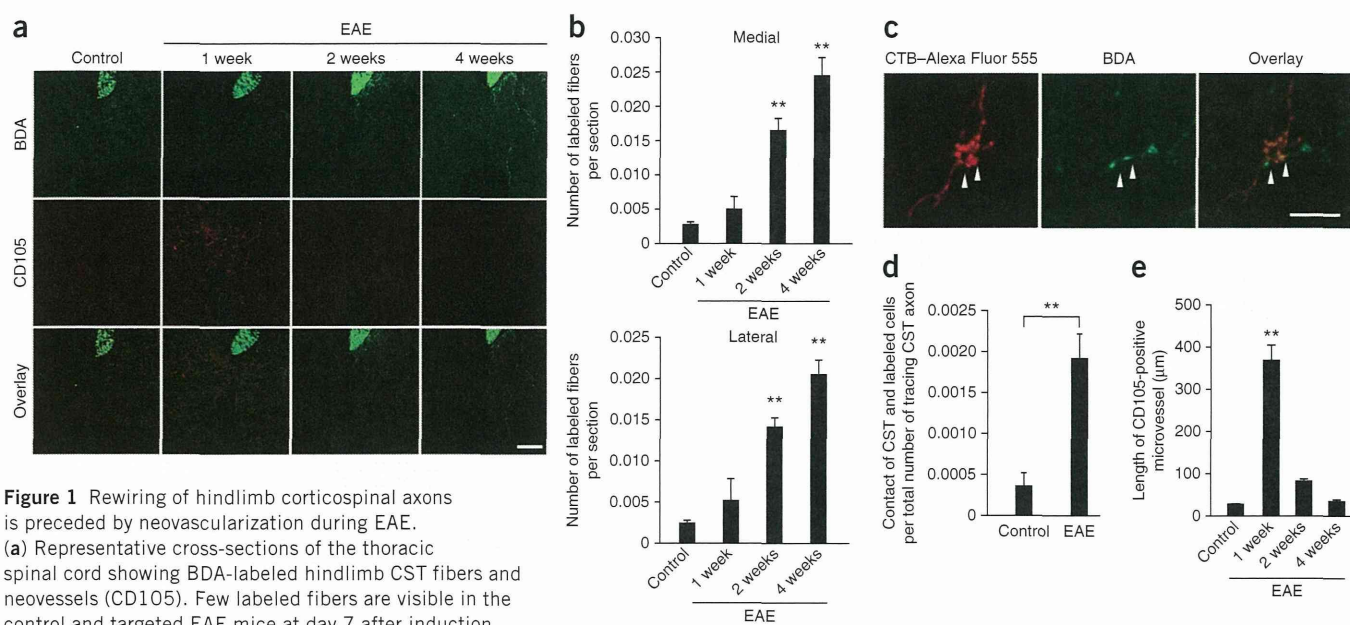 a
EAE
Control 1 week 2 weeks 4 weeks
BDA
CD105
Overlay
b
Medial
Number of labeled fibers
per section
0.030
0.025
0.020
0.015
0.010
0.005
0
** **
Control 1 week 2 weeks 4 weeks
EAE
Lateral
Number of labeled fibers
per section
0.025
0.020
0.015
0.010
0.005
0
** **
Control 1 week 2 weeks 4 weeks
EAE
c
CTB–Alexa Fluor 555 BDA Overlay
d
Contact of CST and labeled cells
per total number of tracing CST axon
0.0025
0.0020
0.0015
0.0010
0.0005
0
**
Control EAE
e
Length of CD105-positive
microvessel (μm)
500
400
300
200
100
0
**
Control 1 week 2 weeks 4 weeks
EAE
Figure 1 Rewiring of hindlimb corticospinal axons
is preceded by neovascularization during EAE.
(a) Representative cross-sections of the thoracic
spinal cord showing BDA-labeled hindlimb CST fibers and
neovessels (CD105). Few labeled fibers are visible in the
control and targeted EAE mice at day 7 after induction